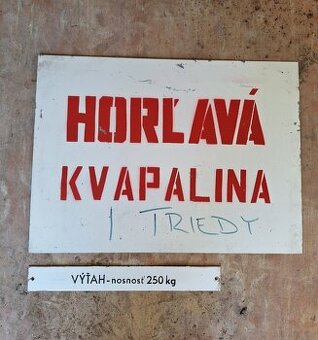 HORĽAVÁ
KVAPALINA
I TRIEDY
VÝŤAH-nosnosť 250 kg